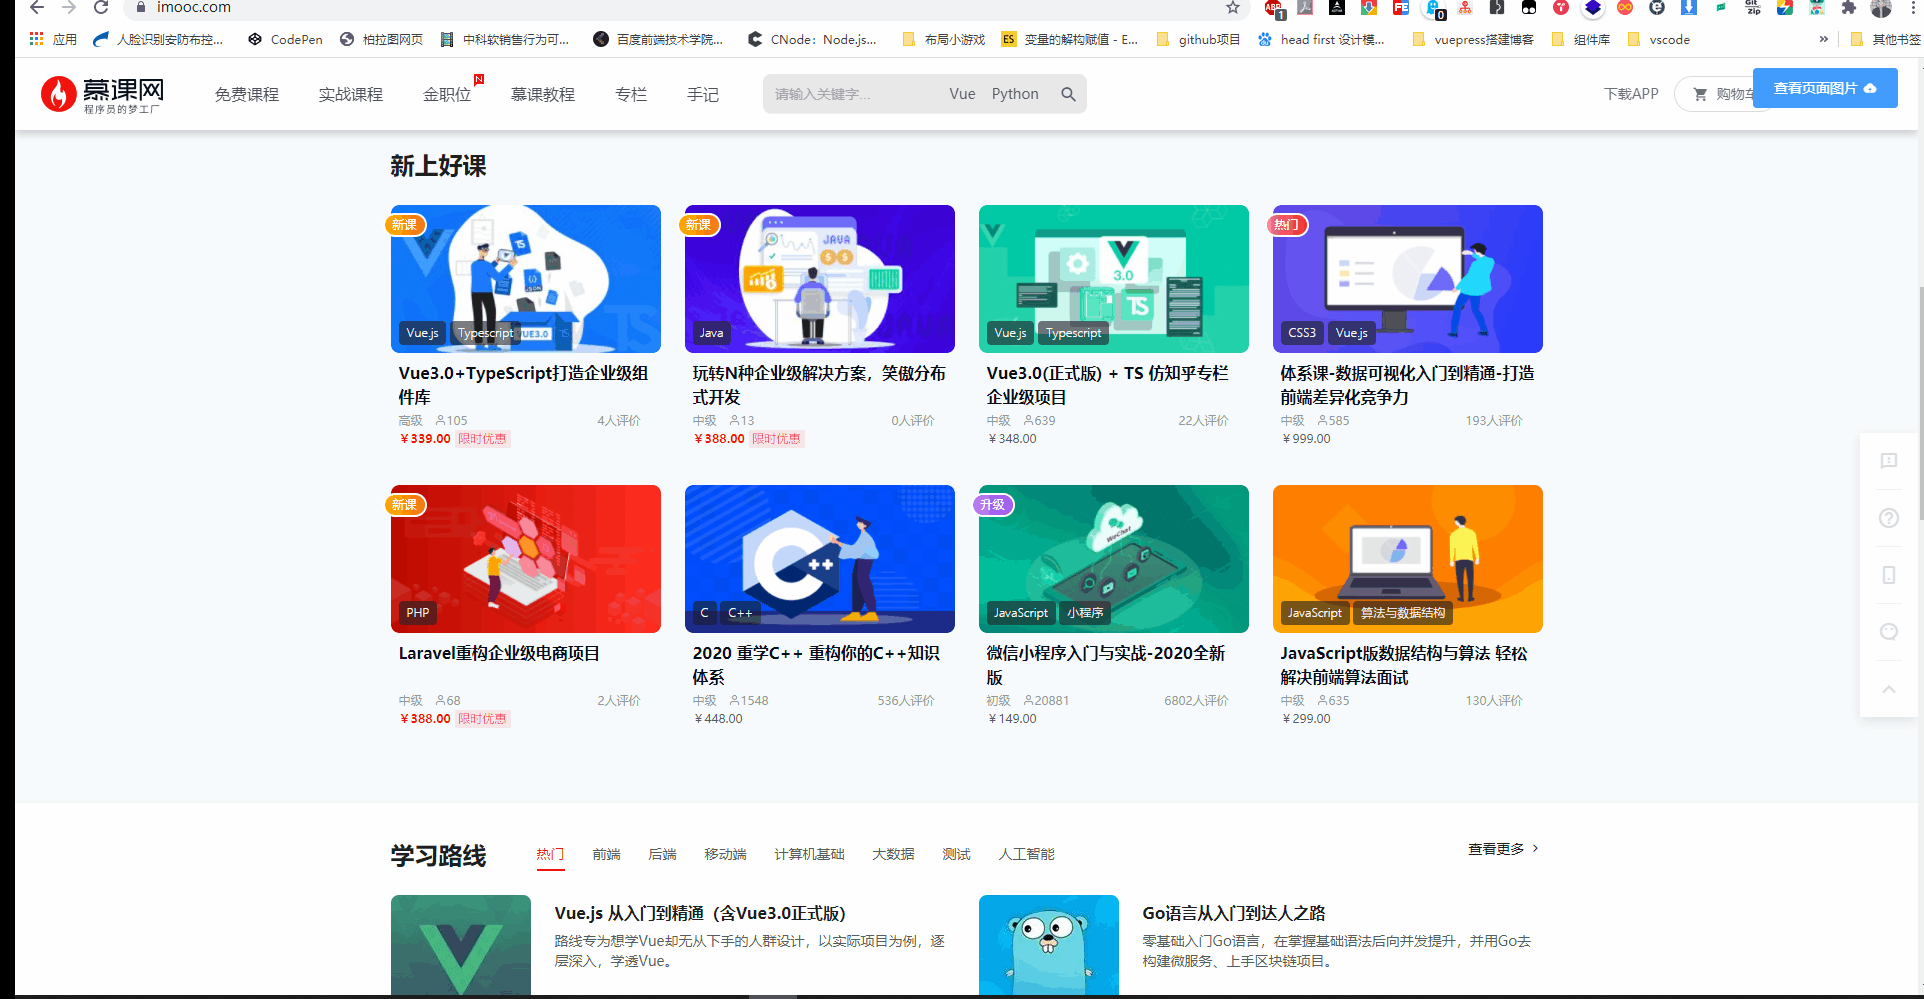 imooc.com
ABP 1 FE 0 Git zip
应用 人脸识别安防布控... CodePen 柏拉图网页 中科软销售行为可... 百度前端技术学院... CNode：Node.js... 布局小游戏 ES 变量的解构赋值 - E... github项目 head first 设计模... vuepress搭建博客 组件库 vscode » 其他书签
慕课网
程序员的梦工厂
免费课程 实战课程 金职位 N 慕课教程 专栏 手记 请输入关键字... Vue Python 下载APP 购物车 查看页面图片
新上好课
新课 新课 热门
JAVA 3.0 TS
Vue.js Typescript VUE3.0 Java Vue.js Typescript CSS3 Vue.js
Vue3.0+TypeScript打造企业级组件库
高级 105 4人评价
￥339.00 限时优惠
玩转N种企业级解决方案，笑傲分布式开发
中级 13 0人评价
￥388.00 限时优惠
Vue3.0(正式版) + TS 仿知乎专栏企业级项目
中级 639 22人评价
￥348.00
体系课-数据可视化入门到精通-打造前端差异化竞争力
中级 585 193人评价
￥999.00
新课 升级
C++ WeChat
PHP C C++ JavaScript 小程序 JavaScript 算法与数据结构
Laravel重构企业级电商项目
中级 68 2人评价
￥388.00 限时优惠
2020 重学C++ 重构你的C++知识体系
中级 1548 536人评价
￥448.00
微信小程序入门与实战-2020全新版
初级 20881 6802人评价
￥149.00
JavaScript版数据结构与算法 轻松解决前端算法面试
中级 635 130人评价
￥299.00
学习路线 热门 前端 后端 移动端 计算机基础 大数据 测试 人工智能 查看更多
Vue.js 从入门到精通（含Vue3.0正式版）
路线专为想学Vue却无从下手的人群设计，以实际项目为例，逐
层深入，学透Vue。
Go语言从入门到达人之路
零基础入门Go语言，在掌握基础语法后向并发提升，并用Go去
构建微服务、上手区块链项目。